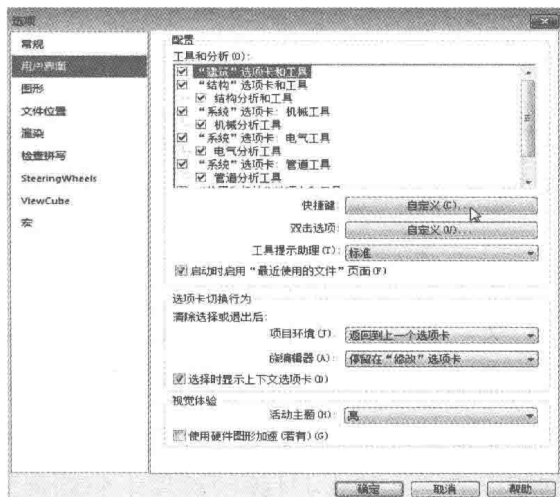 选项
常规
用户界面
图形
文件位置
渲染
检查拼写
SteeringWheels
ViewCube
宏
配置
工具和分析(O):
“建筑”选项卡和工具
“结构”选项卡和工具
结构分析和工具
“系统”选项卡: 机械工具
机械分析工具
“系统”选项卡: 电气工具
电气分析工具
“系统”选项卡: 管道工具
管道分析工具
快捷键: 自定义(C)...
双击选项: 自定义(U)...
工具提示助理(T): 标准
启动时启用“最近使用的文件”页面(F)
选项卡切换行为
清除选择或退出后:
项目环境(J): 返回到上一个选项卡
族编辑器(A): 停留在“修改”选项卡
选择时显示上下文选项卡(D)
视觉体验
活动主题(H): 亮
使用硬件图形加速(若有)(G)
确定 取消 帮助